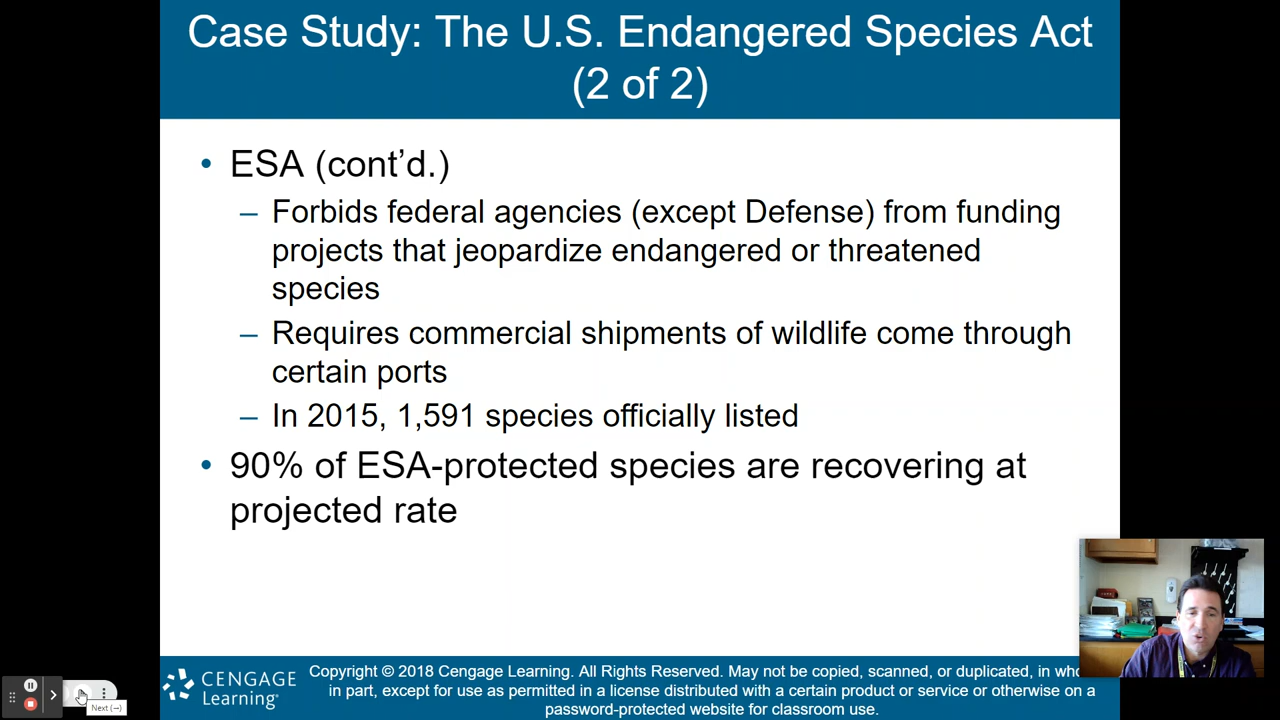 Case Study: The U.S. Endangered Species Act
(2 of 2)
• ESA (cont’d.)
– Forbids federal agencies (except Defense) from funding
projects that jeopardize endangered or threatened
species
– Requires commercial shipments of wildlife come through
certain ports
– In 2015, 1,591 species officially listed
• 90% of ESA-protected species are recovering at
projected rate
CENGAGE
Learning
Copyright © 2018 Cengage Learning. All Rights Reserved. May not be copied, scanned, or duplicated, in
in part, except for use as permitted in a license distributed with a certain product or service or otherwise on a
password-protected website for classroom use.
Next (→)